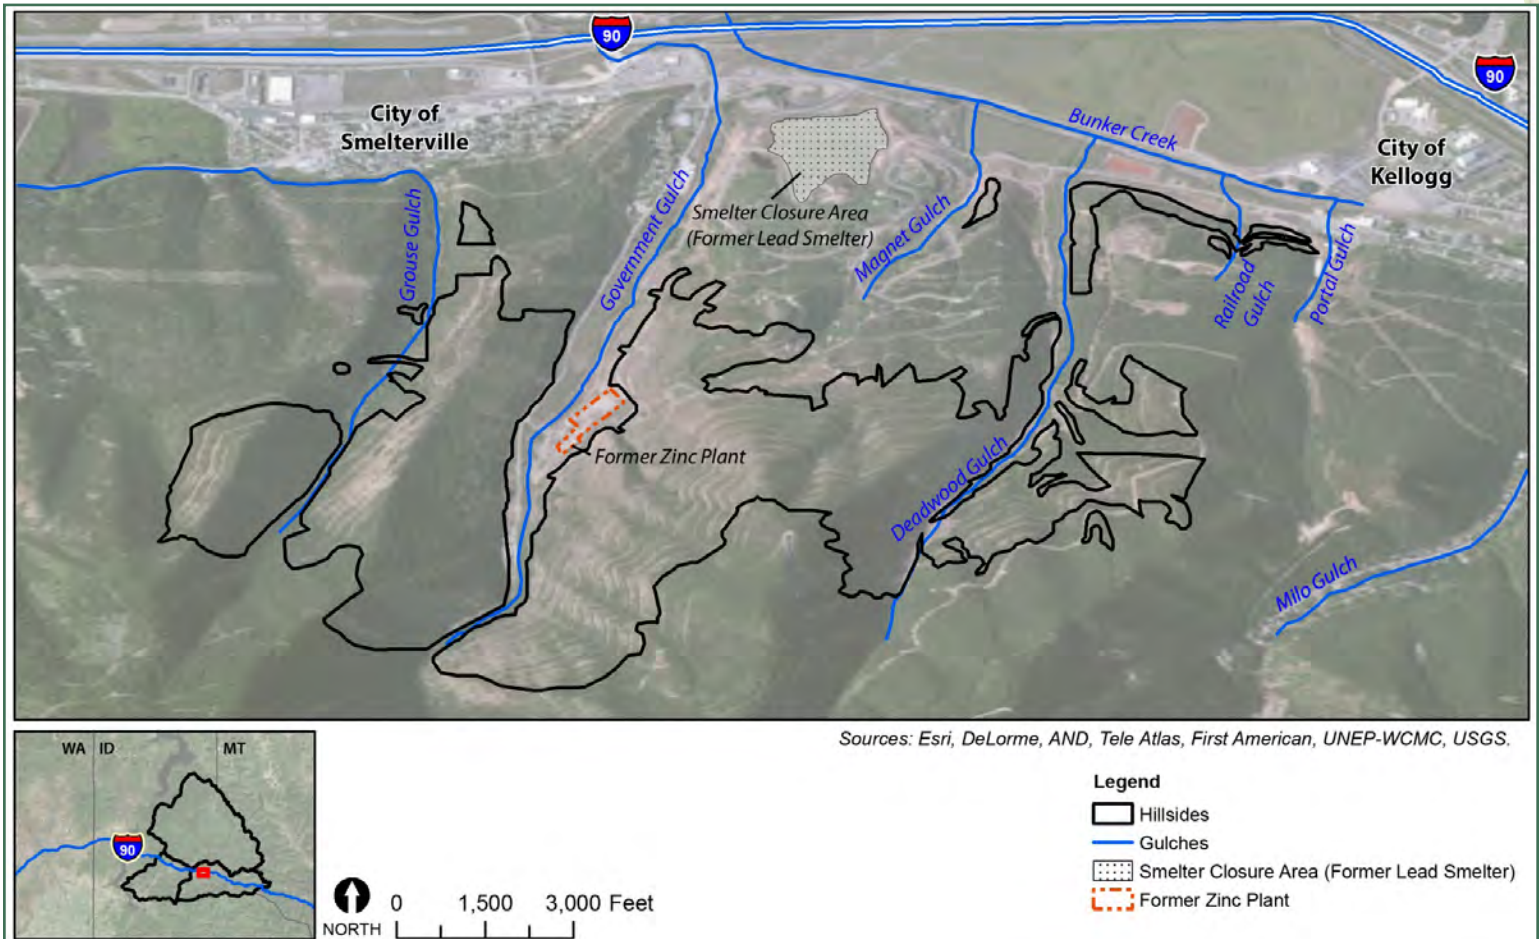 90
90
City of
Smelterville
City of
Kellogg
Bunker Creek
Grouse Gulch
Government Gulch
Smelter Closure Area
(Former Lead Smelter)
Magnet Gulch
Railroad
Gulch
Portal Gulch
Former Zinc Plant
Deadwood Gulch
Milo Gulch
WA ID MT
90
NORTH
0 1,500 3,000 Feet
Sources: Esri, DeLorme, AND, Tele Atlas, First American, UNEP-WCMC, USGS.
Legend
Hillsides
Gulches
Smelter Closure Area (Former Lead Smelter)
Former Zinc Plant